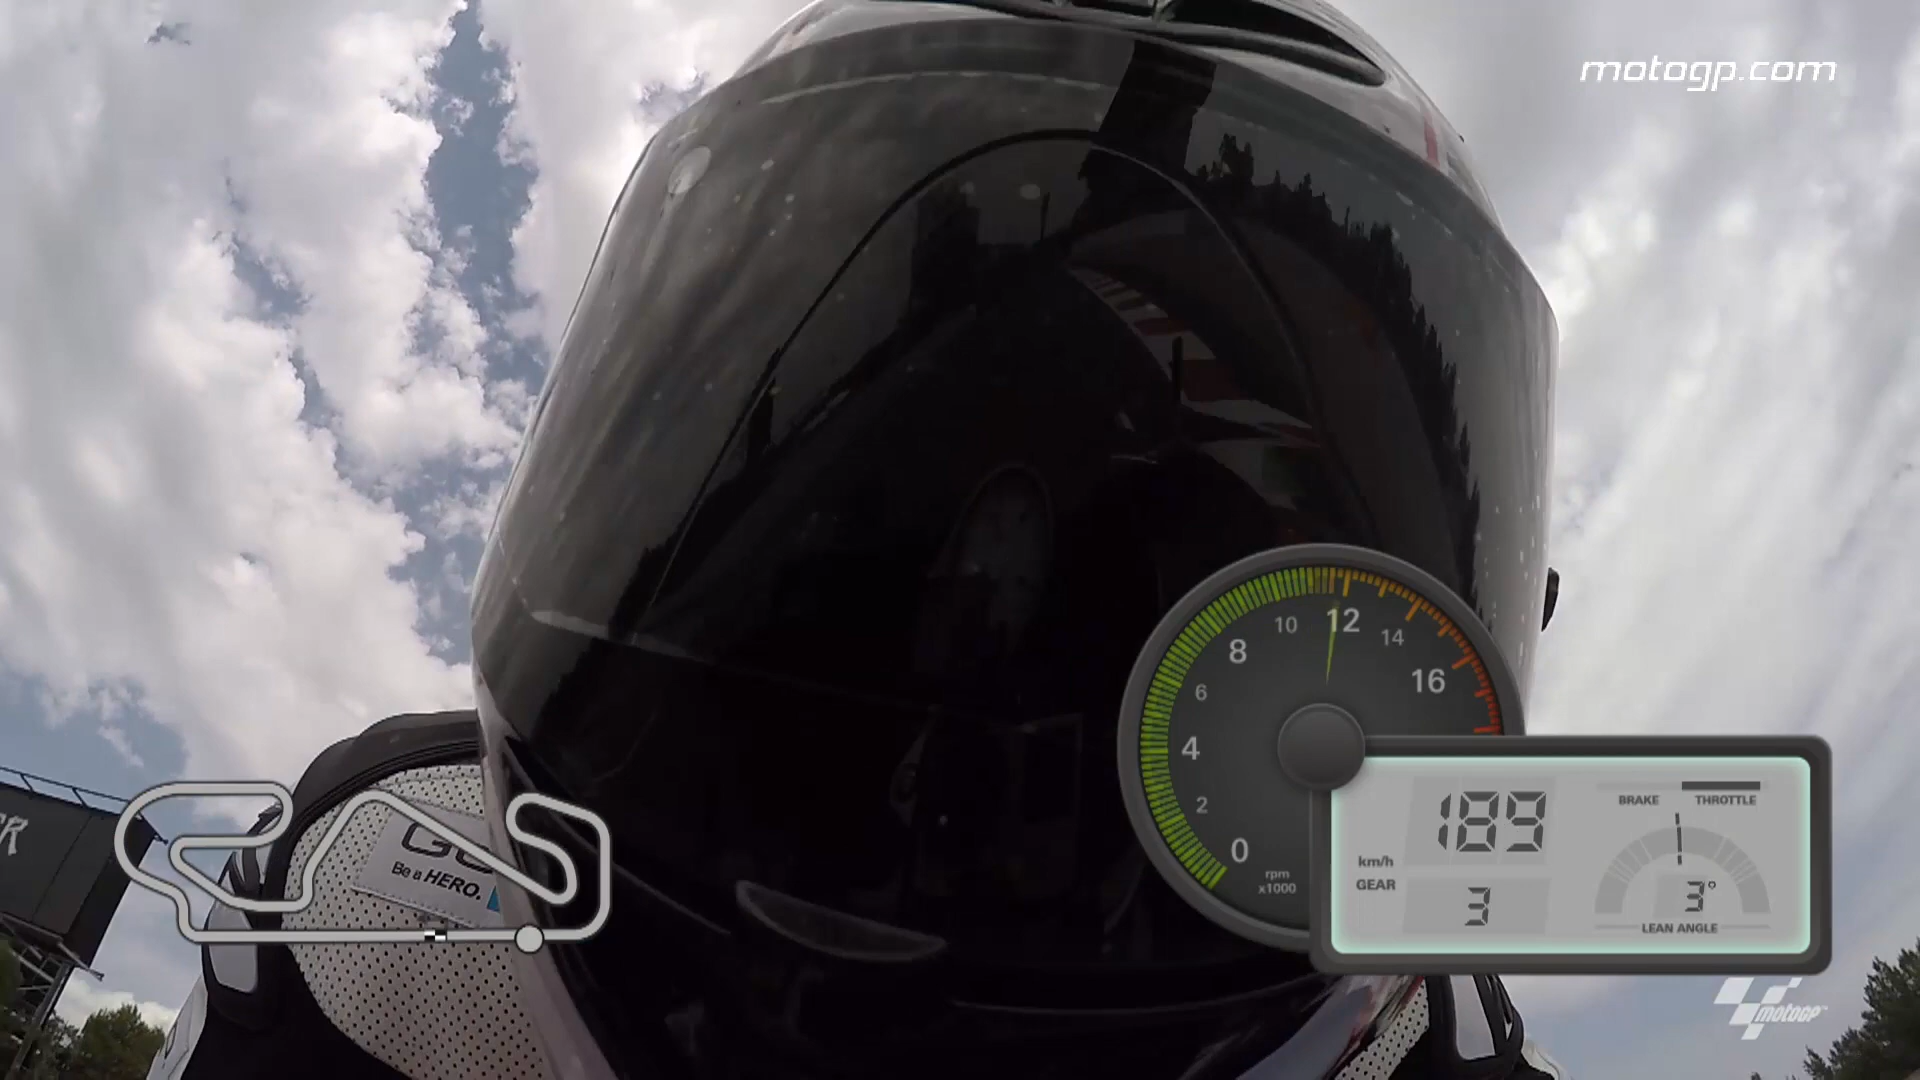 motogp.com
10
12
14
8
16
6
4
2
0
rpm
x1000
189
BRAKE
THROTTLE
km/h
GEAR
3
3°
LEAN ANGLE
Be a HERO.
motoGP™